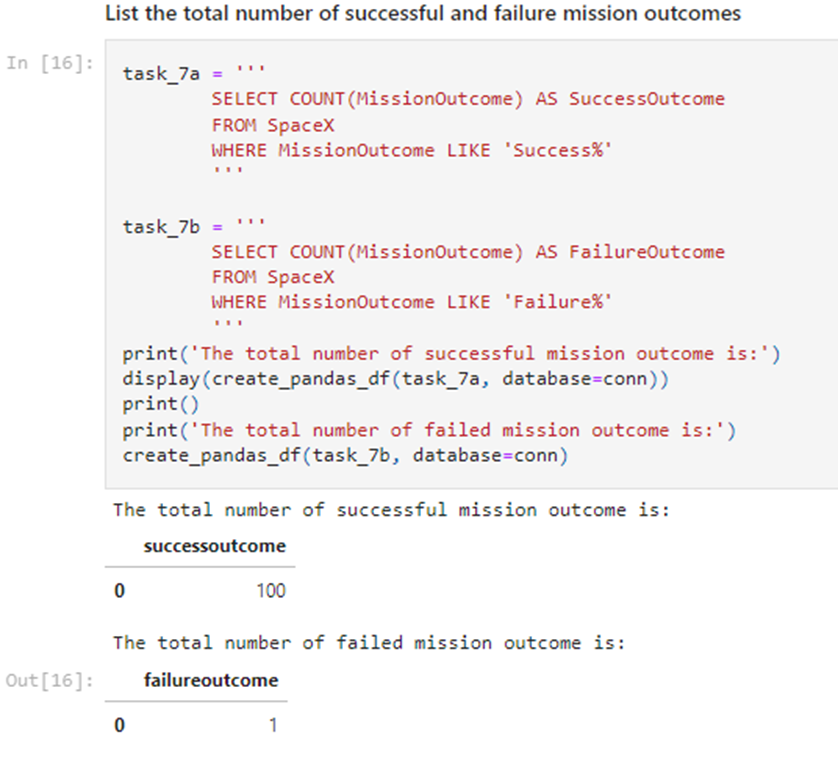 List the total number of successful and failure mission outcomes
In [16]:
task_7a = '''
SELECT COUNT(MissionOutcome) AS SuccessOutcome
FROM SpaceX
WHERE MissionOutcome LIKE 'Success%'
'''
task_7b = '''
SELECT COUNT(MissionOutcome) AS FailureOutcome
FROM SpaceX
WHERE MissionOutcome LIKE 'Failure%'
'''
print('The total number of successful mission outcome is:')
display(create_pandas_df(task_7a, database=conn))
print()
print('The total number of failed mission outcome is:')
create_pandas_df(task_7b, database=conn)
The total number of successful mission outcome is:
successoutcome
0 100
The total number of failed mission outcome is:
Out[16]: failureoutcome
0 1